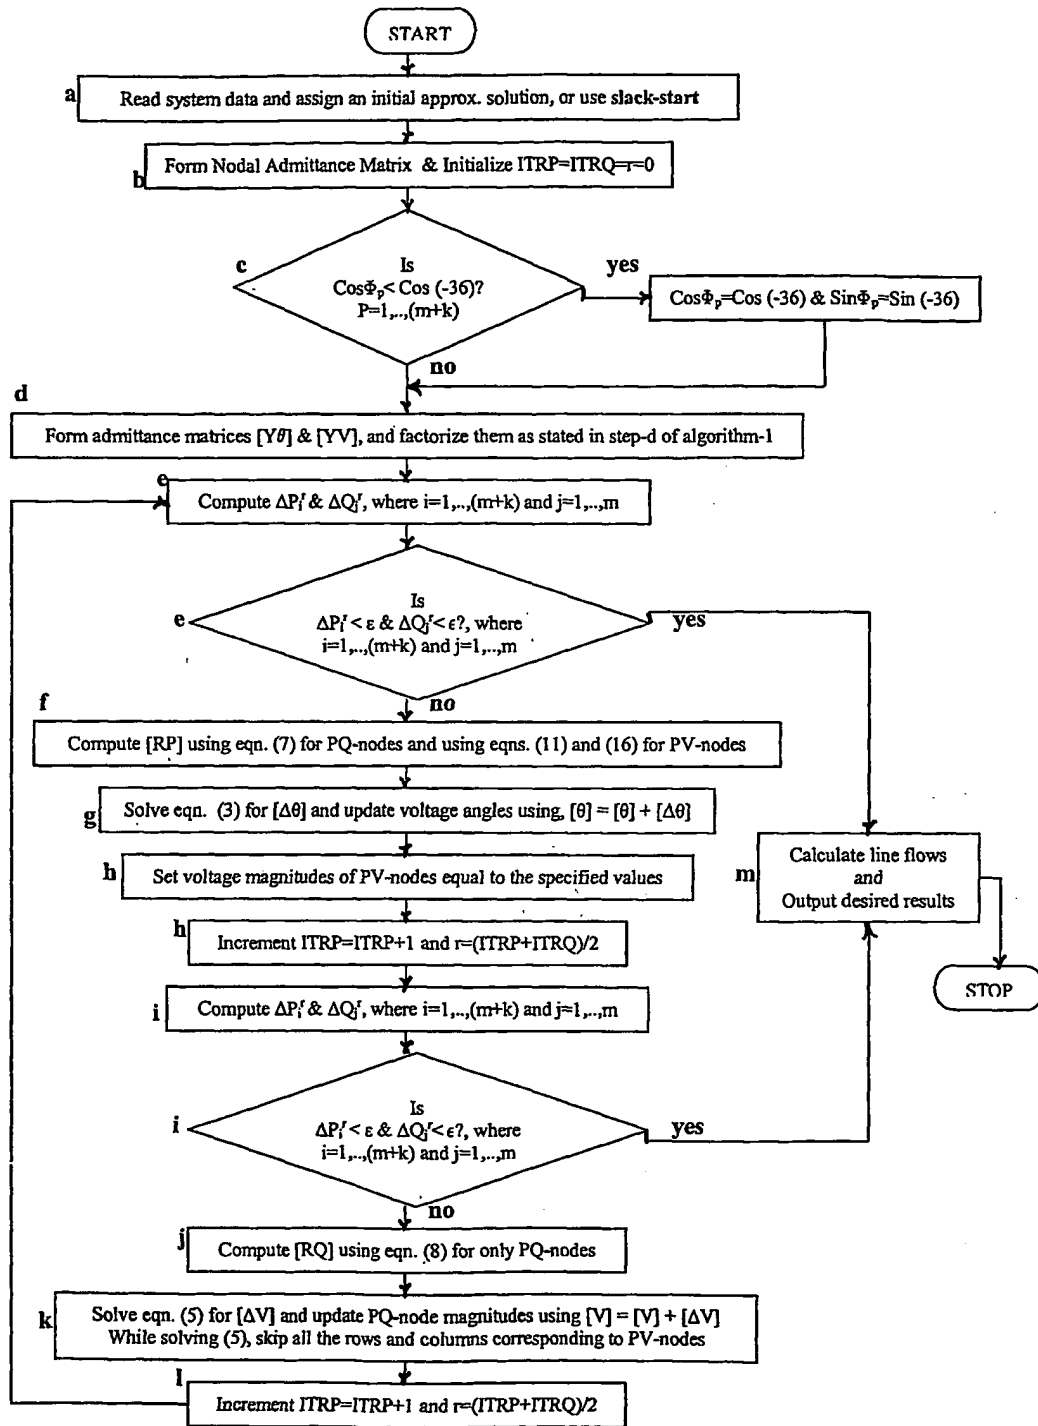 START
a
Read system data and assign an initial approx. solution, or use slack-start
b
Form Nodal Admittance Matrix & Initialize ITRP=ITRQ=r=0
c
Is
CosΦp< Cos (-36)?
P=1,..,(m+k)
yes
CosΦp=Cos (-36) & SinΦp=Sin (-36)
no
d
Form admittance matrices [Yθ] & [YV], and factorize them as stated in step-d of algorithm-1
e
Compute ΔPiʳ & ΔQjʳ, where i=1,..,(m+k) and j=1,..,m
e
Is
ΔPiʳ < ε & ΔQjʳ<ϵ?, where
i=1,..,(m+k) and j=1,..,m
yes
no
f
Compute [RP] using eqn. (7) for PQ-nodes and using eqns. (11) and (16) for PV-nodes
g
Solve eqn. (3) for [Δθ] and update voltage angles using, [θ] = [θ] + [Δθ]
h
Set voltage magnitudes of PV-nodes equal to the specified values
h
Increment ITRP=ITRP+1 and r=(ITRP+ITRQ)/2
i
Compute ΔPiʳ & ΔQjʳ, where i=1,..,(m+k) and j=1,..,m
i
Is
ΔPiʳ < ε & ΔQjʳ<ϵ?, where
i=1,..,(m+k) and j=1,..,m
yes
no
m
Calculate line flows
and
Output desired results
STOP
j
Compute [RQ] using eqn. (8) for only PQ-nodes
k
Solve eqn. (5) for [ΔV] and update PQ-node magnitudes using [V] = [V] + [ΔV]
While solving (5), skip all the rows and columns corresponding to PV-nodes
l
Increment ITRP=ITRP+1 and r=(ITRP+ITRQ)/2